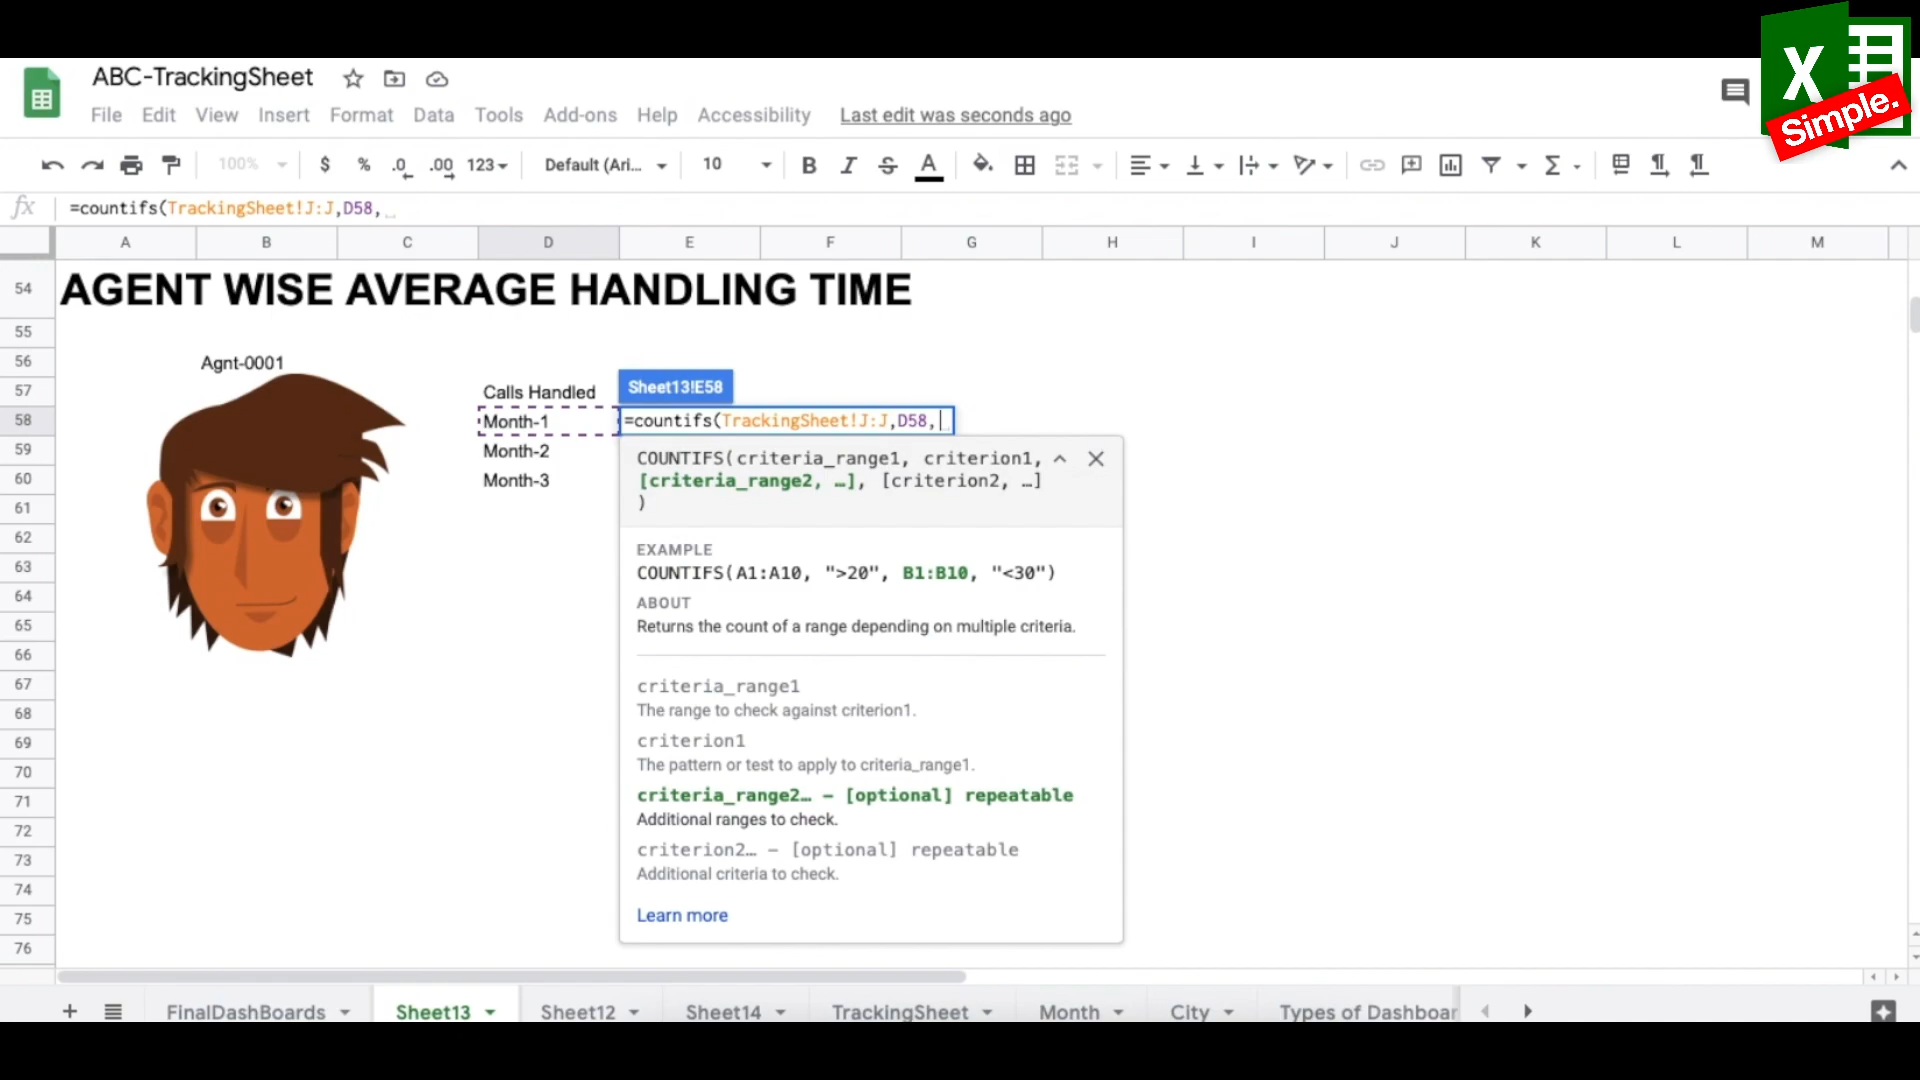 X
Simple.
ABC-TrackingSheet
File Edit View Insert Format Data Tools Add-ons Help Accessibility Last edit was seconds ago
100% $ % .0 .00 123 Default (Ari... 10 B I S A
fx =countifs(TrackingSheet!J:J,D58,
A B C D E F G H I J K L M
54 AGENT WISE AVERAGE HANDLING TIME
55
56 Agnt-0001
57 Calls Handled Sheet13!E58
58 Month-1 =countifs(TrackingSheet!J:J,D58,
59 Month-2
60 Month-3
61
62
63
64
65
66
67
68
69
70
71
72
73
74
75
76
COUNTIFS(criteria_range1, criterion1,
[criteria_range2, …], [criterion2, …]
)
EXAMPLE
COUNTIFS(A1:A10, ">20", B1:B10, "<30")
ABOUT
Returns the count of a range depending on multiple criteria.
criteria_range1
The range to check against criterion1.
criterion1
The pattern or test to apply to criteria_range1.
criteria_range2… – [optional] repeatable
Additional ranges to check.
criterion2… – [optional] repeatable
Additional criteria to check.
Learn more
FinalDashBoards Sheet13 Sheet12 Sheet14 TrackingSheet Month City Types of Dashboar